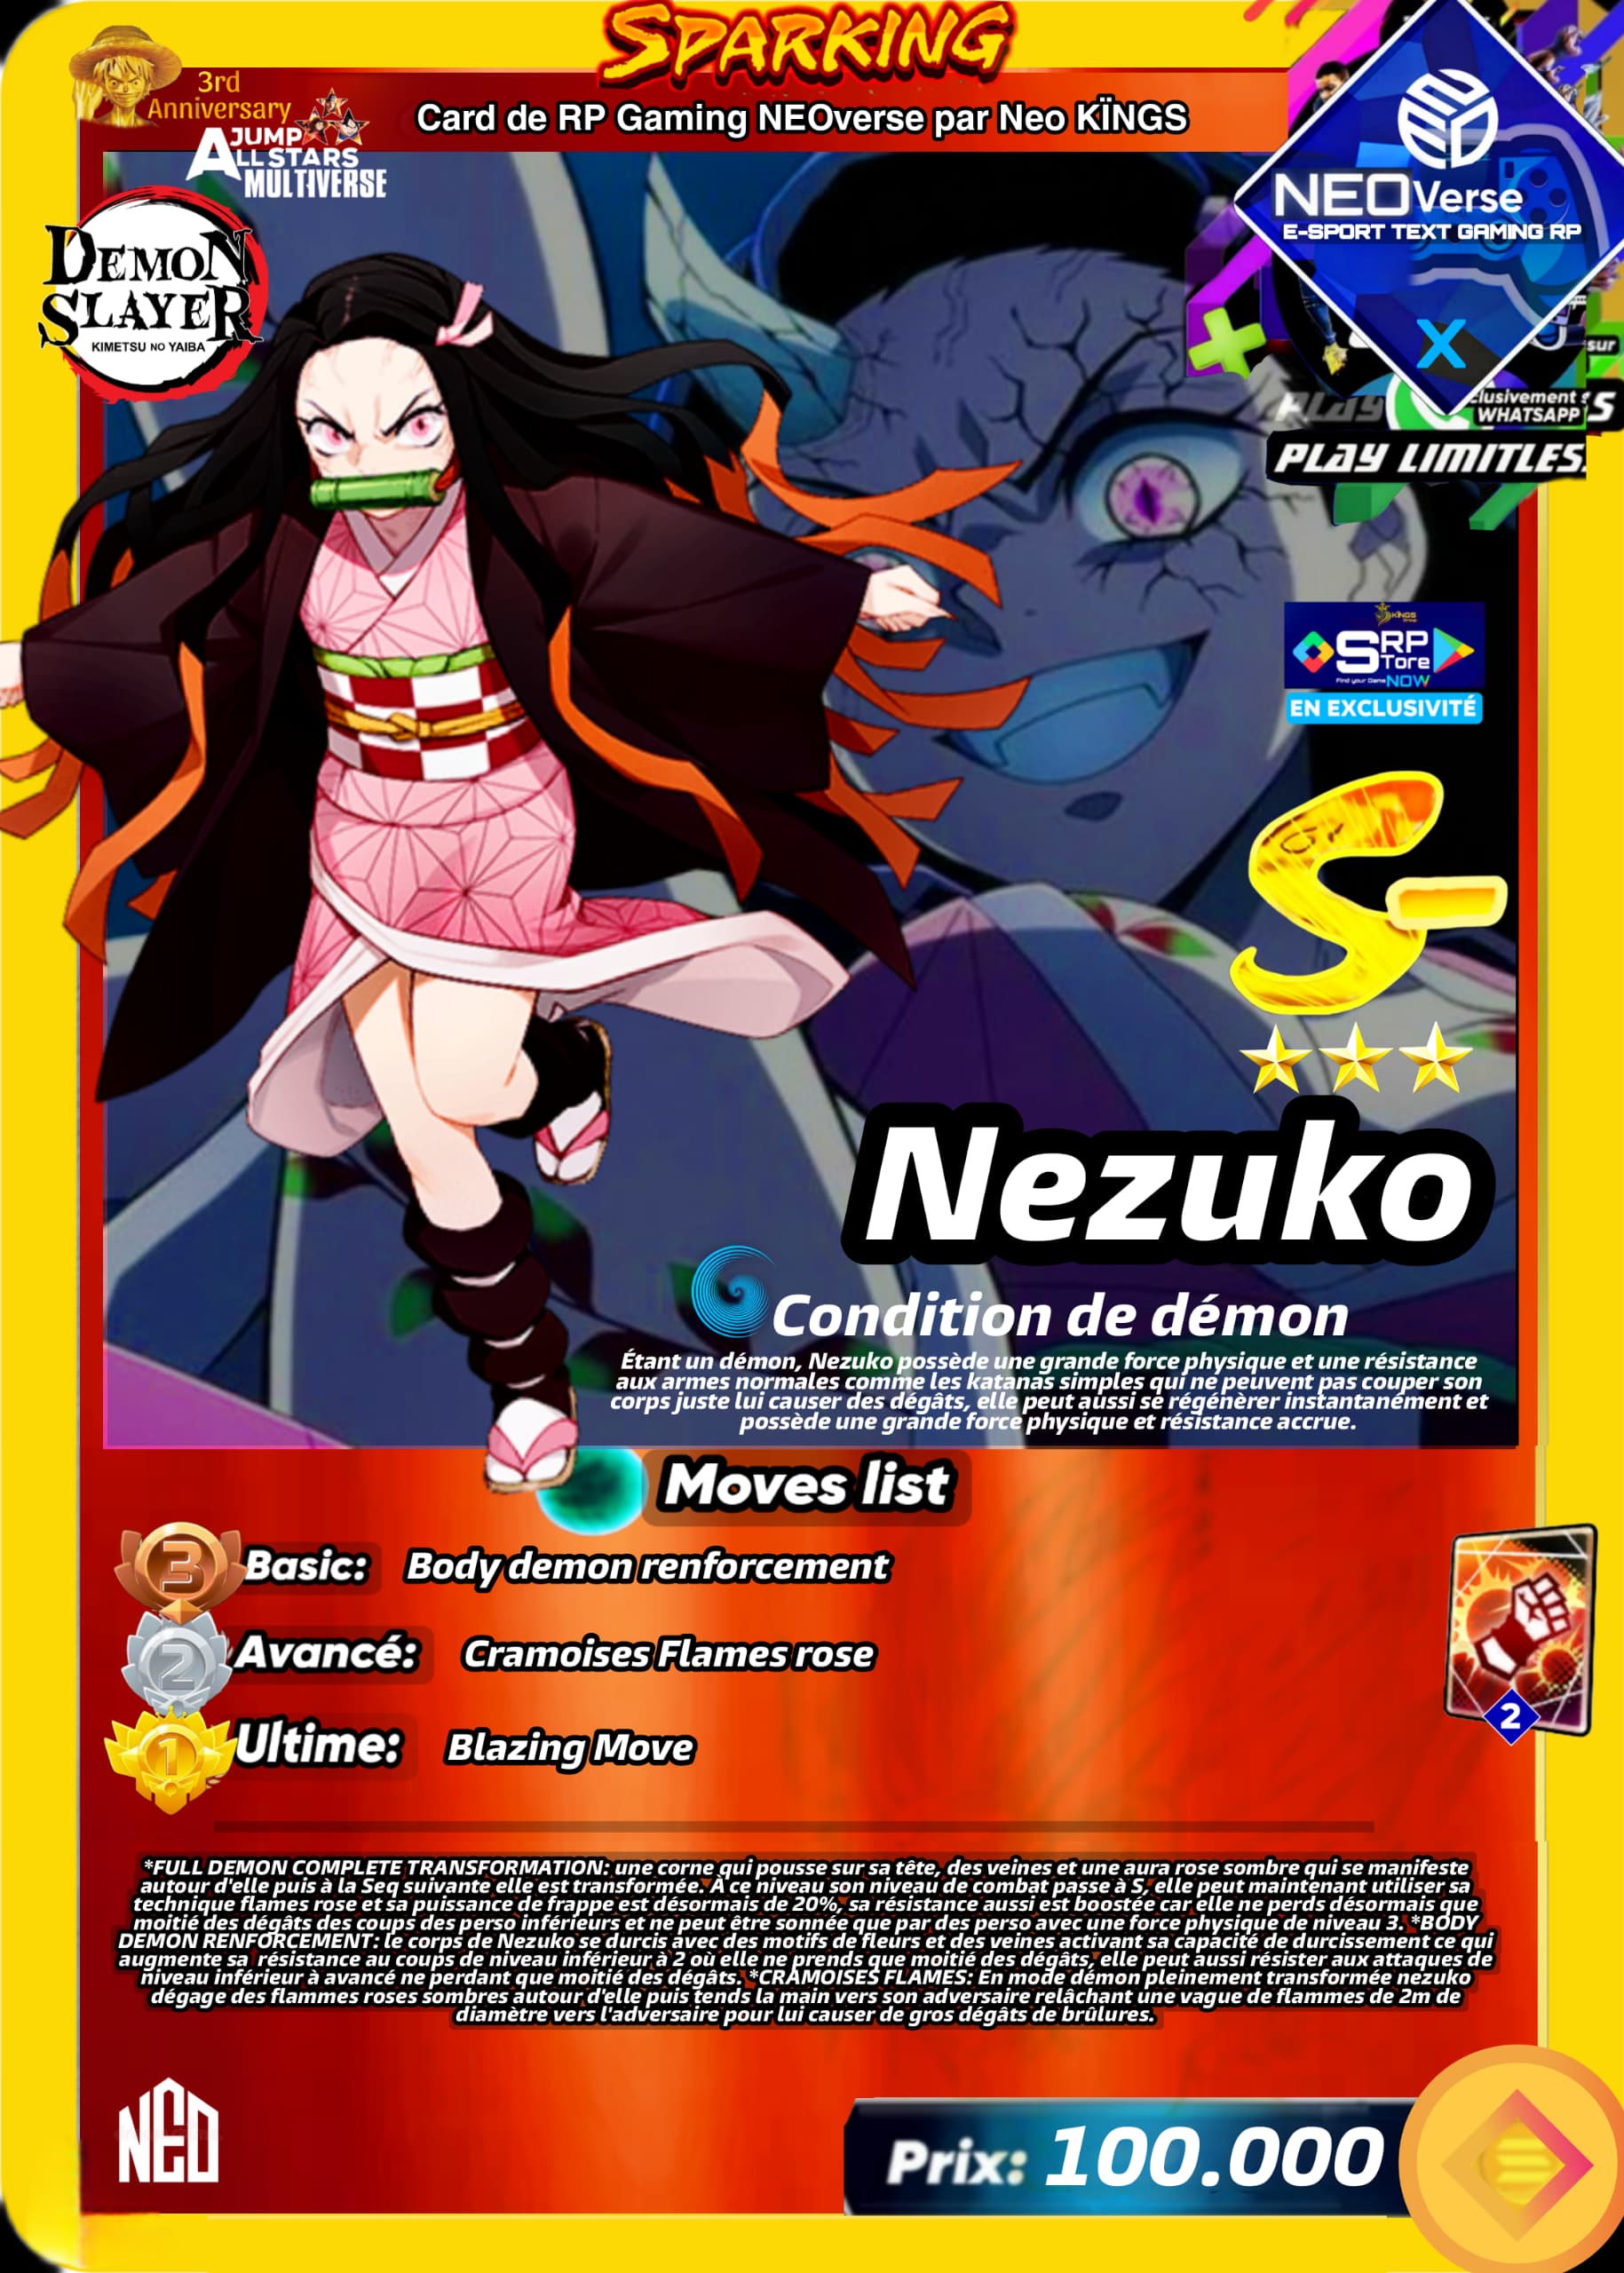 SPARKING
3rd
Anniversary
Card de RP Gaming NEOverse par Neo KÏNGS
JUMP
ALL STARS
MULTIVERSE
NEOVerse
E-SPORT TEXT GAMING RP
X
DEMON
SLAYER
KIMETSU NO YAIBA
sur
PLAY
clusivement
WHATSAPP
S
PLAY LIMITLES
KÏNGS
SRP
Tore
Find your Game NOW
EN EXCLUSIVITÉ
S-
Nezuko
Condition de démon
Étant un démon, Nezuko possède une grande force physique et une résistance
aux armes normales comme les katanas simples qui ne peuvent pas couper son
corps juste lui causer des dégâts, elle peut aussi se régénèrer instantanément et
possède une grande force physique et résistance accrue.
Moves list
3 Basic: Body demon renforcement
2 Avancé: Cramoises Flames rose
1 Ultime: Blazing Move
2
*FULL DEMON COMPLETE TRANSFORMATION: une corne qui pousse sur sa tête, des veines et une aura rose sombre qui se manifeste
autour d'elle puis à la Seq suivante elle est transformée. À ce niveau son niveau de combat passe à S, elle peut maintenant utiliser sa
technique flames rose et sa puissance de frappe est désormais de 20%, sa résistance aussi est boostée car elle ne perds désormais que
moitié des dégâts des coups des perso inférieurs et ne peut être sonnée que par des perso avec une force physique de niveau 3. *BODY
DEMON RENFORCEMENT: le corps de Nezuko se durcis avec des motifs de fleurs et des veines activant sa capacité de durcissement ce qui
augmente sa résistance au coups de niveau inférieur à 2 où elle ne prends que moitié des dégâts, elle peut aussi résister aux attaques de
niveau inférieur à avancé ne perdant que moitié des dégâts. *CRAMOISES FLAMES: En mode démon pleinement transformée nezuko
dégage des flammes roses sombres autour d'elle puis tends la main vers son adversaire relâchant une vague de flammes de 2m de
diamètre vers l'adversaire pour lui causer de gros dégâts de brûlures.
NEO
Prix: 100.000